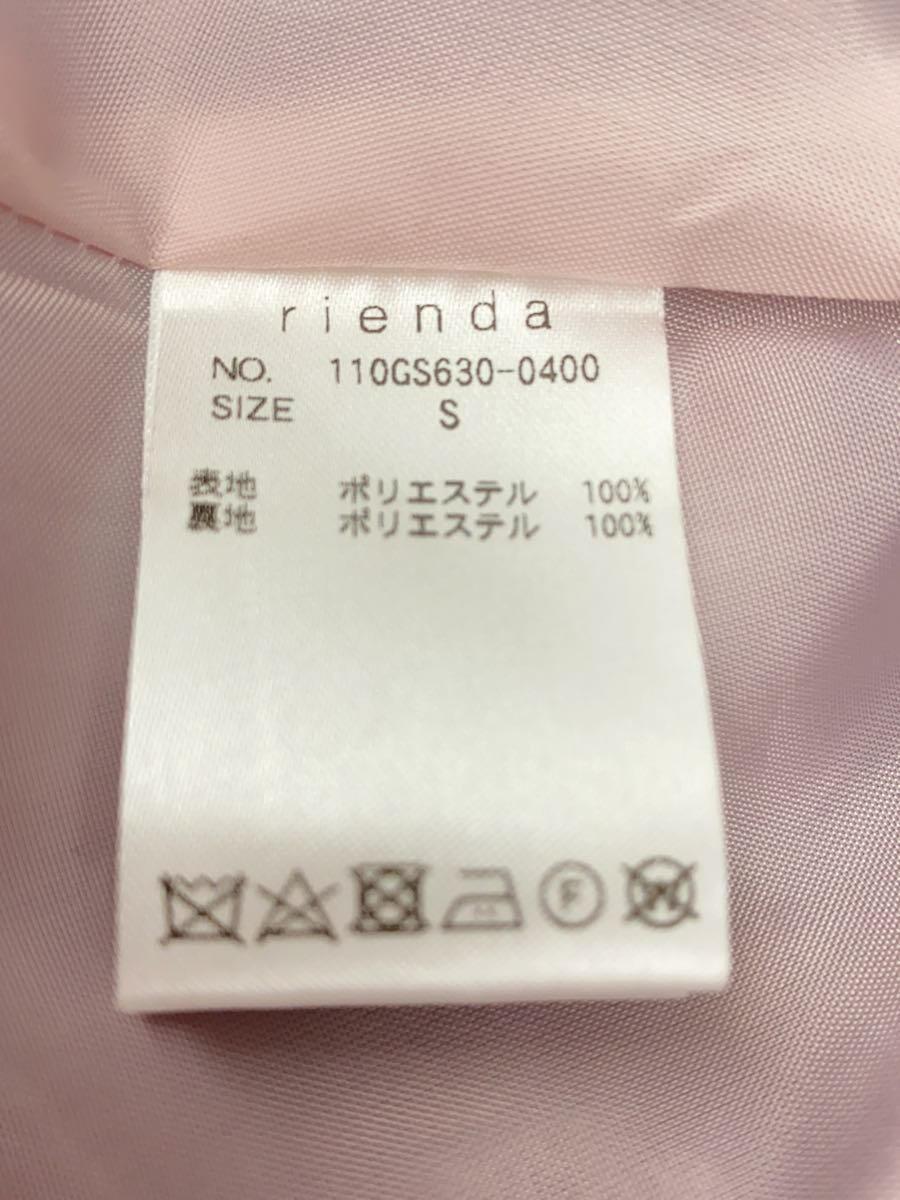 rienda
NO. 110GS630-0400
SIZE S
表地 ポリエステル 100%
裏地 ポリエステル 100%
F
W